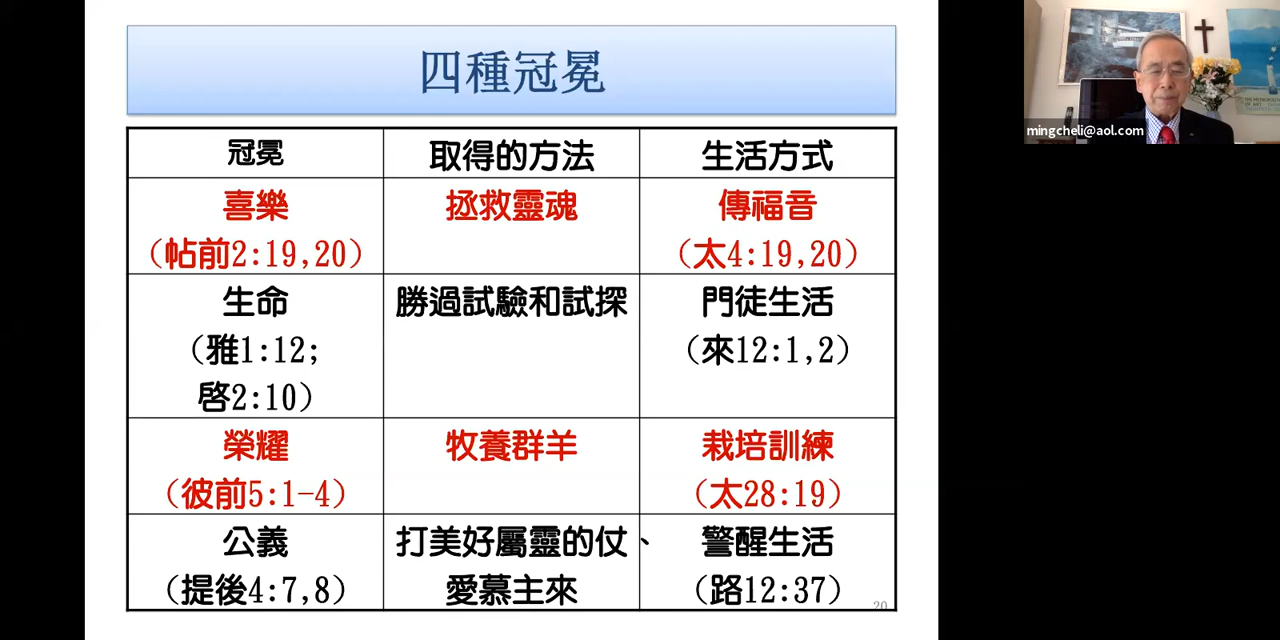 四種冠冕
冠冕 取得的方法 生活方式
喜樂 拯救靈魂 傳福音
(帖前2:19,20) (太4:19,20)
生命 勝過試驗和試探 門徒生活
(雅1:12; (來12:1,2)
啓2:10)
榮耀 牧養群羊 栽培訓練
(彼前5:1-4) (太28:19)
公義 打美好屬靈的仗、 警醒生活
(提後4:7,8) 愛慕主來 (路12:37)
20
mingcheli@aol.com